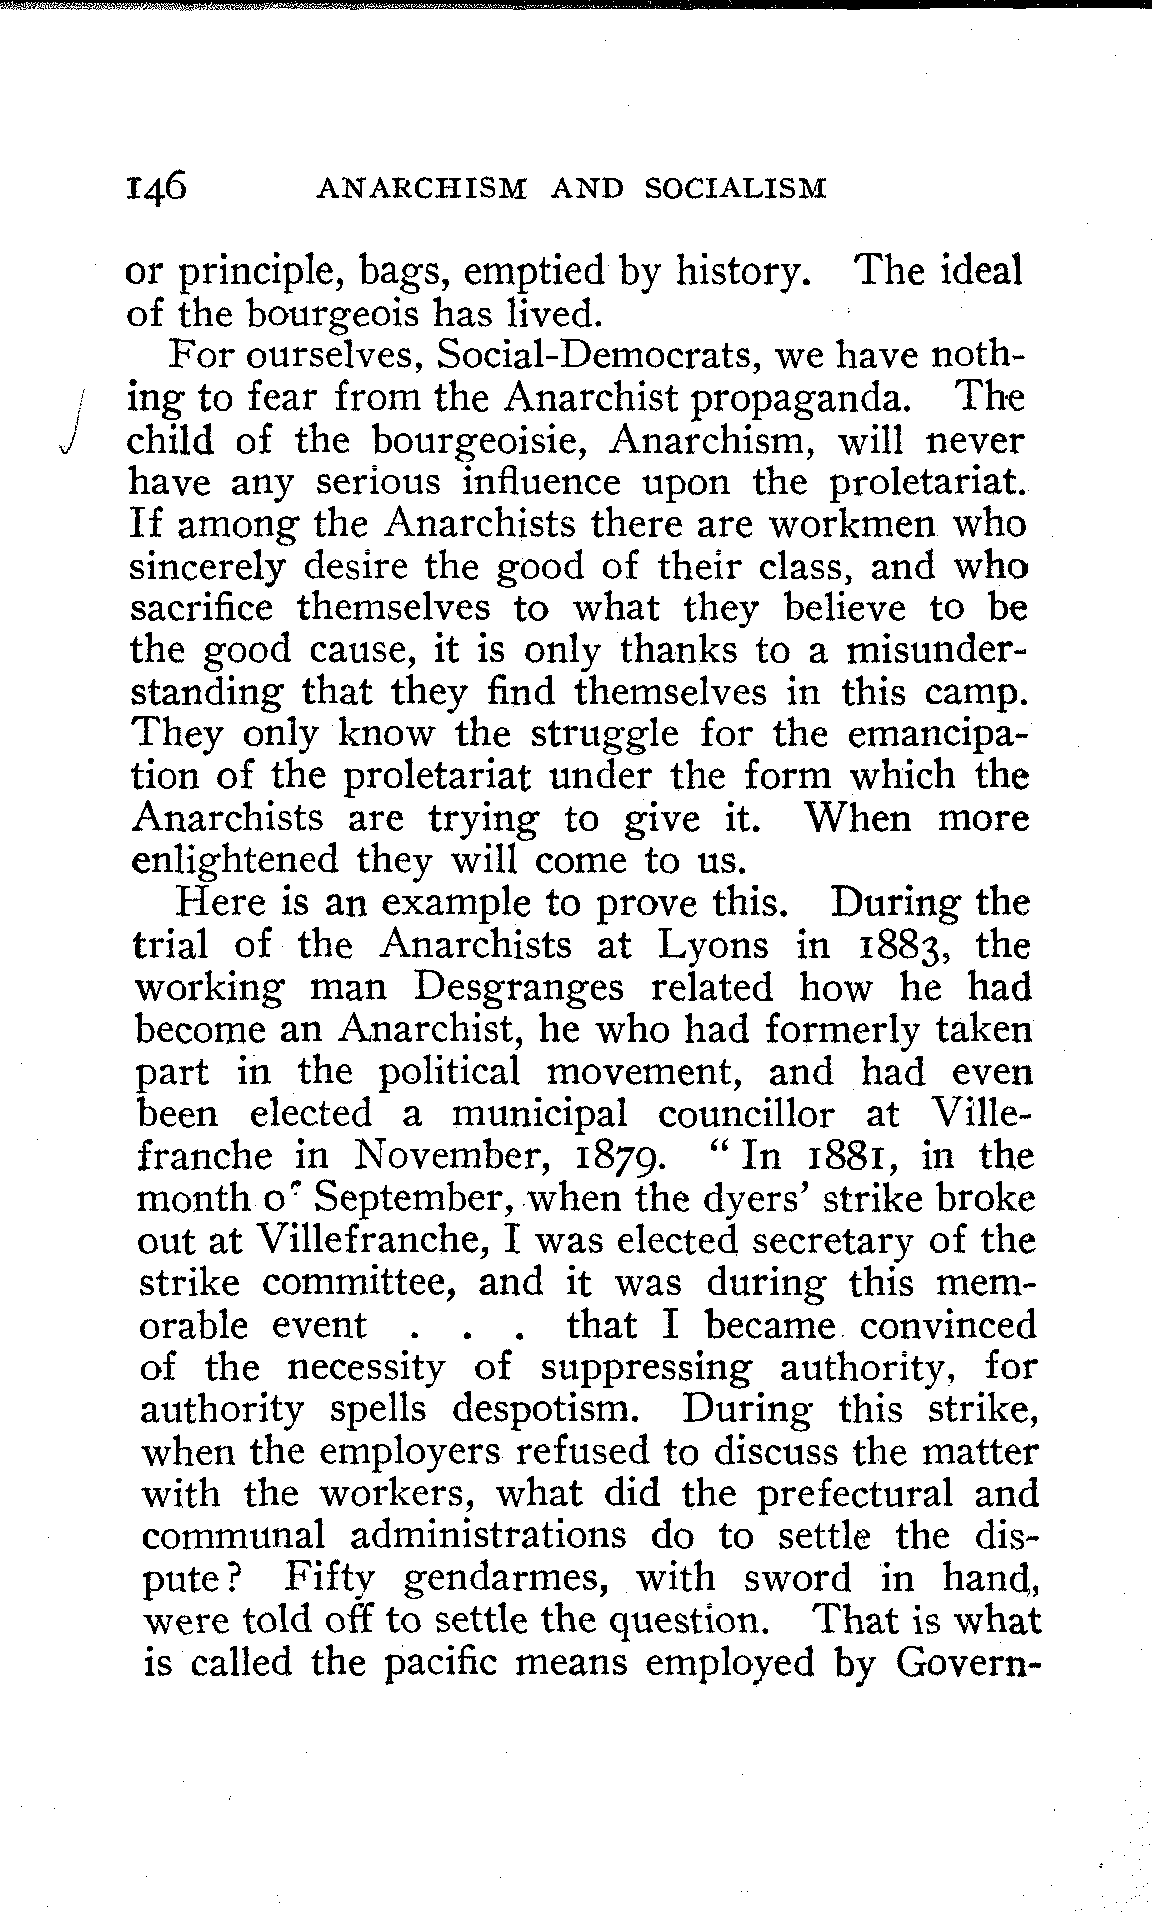 146 ANARCHISM AND SOCIALISM
or principle, bags, emptied by history. The ideal
of the bourgeois has lived.
For ourselves, Social-Democrats, we have noth-
ing to fear from the Anarchist propaganda. The
child of the bourgeoisie, Anarchism, will never
have any serious influence upon the proletariat.
If among the Anarchists there are workmen who
sincerely desire the good of their class, and who
sacrifice themselves to what they believe to be
the good cause, it is only thanks to a misunder-
standing that they find themselves in this camp.
They only know the struggle for the emancipa-
tion of the proletariat under the form which the
Anarchists are trying to give it. When more
enlightened they will come to us.
Here is an example to prove this. During the
trial of the Anarchists at Lyons in 1883, the
working man Desgranges related how he had
become an Anarchist, he who had formerly taken
part in the political movement, and had even
been elected a municipal councillor at Ville-
franche in November, 1879. “ In 1881, in the
month of September, when the dyers’ strike broke
out at Villefranche, I was elected secretary of the
strike committee, and it was during this mem-
orable event . . . that I became convinced
of the necessity of suppressing authority, for
authority spells despotism. During this strike,
when the employers refused to discuss the matter
with the workers, what did the prefectural and
communal administrations do to settle the dis-
pute? Fifty gendarmes, with sword in hand,
were told off to settle the question. That is what
is called the pacific means employed by Govern-